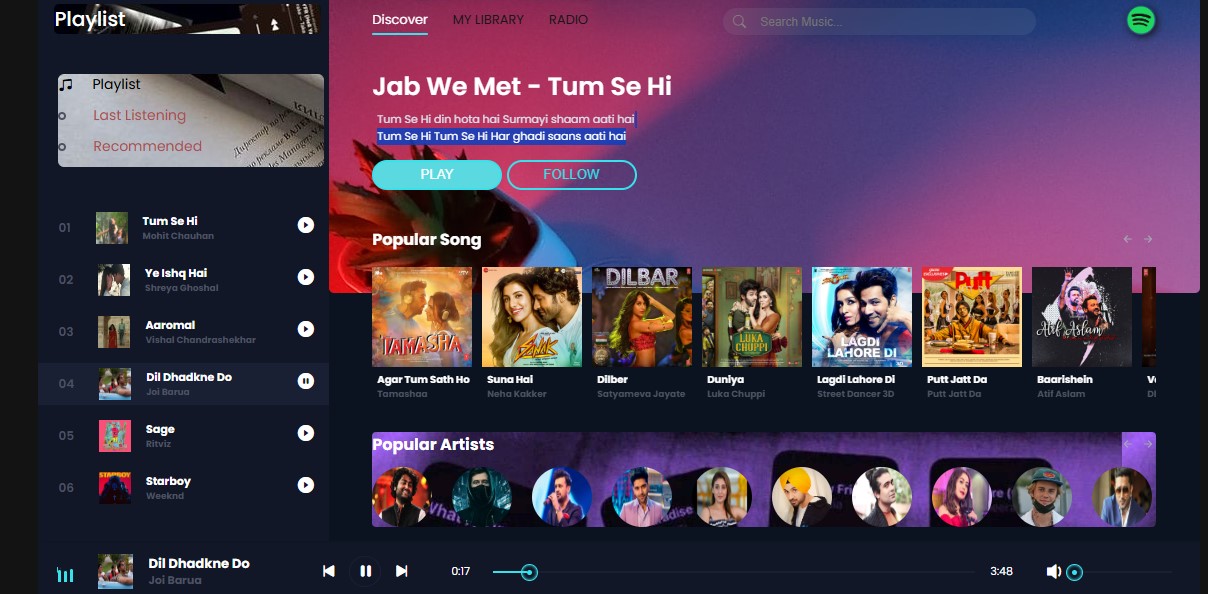 Playlist
Discover
MY LIBRARY
RADIO
Search Music...
Playlist
Last Listening
Recommended
Jab We Met - Tum Se Hi
Tum Se Hi din hota hai Surmayi shaam aati hai
Tum Se Hi Tum Se Hi Har ghadi saans aati hai
PLAY
FOLLOW
01
Tum Se Hi
Mohit Chauhan
02
Ye Ishq Hai
Shreya Ghoshal
03
Aaromal
Vishal Chandrashekhar
04
Dil Dhadkne Do
Joi Barua
05
Sage
Ritviz
06
Starboy
Weeknd
Popular Song
TAMASHA
SANAK
DILBAR
LUKA CHUPPI
LAGDI LAHORE DI
Putt
Atif Aslam
Agar Tum Sath Ho
Tamashaa
Suna Hai
Neha Kakker
Dilber
Satyameva Jayate
Duniya
Luka Chuppi
Lagdi Lahore Di
Street Dancer 3D
Putt Jatt Da
Putt Jatt Da
Baarishein
Atif Aslam
Popular Artists
Dil Dhadkne Do
Joi Barua
0:17
3:48